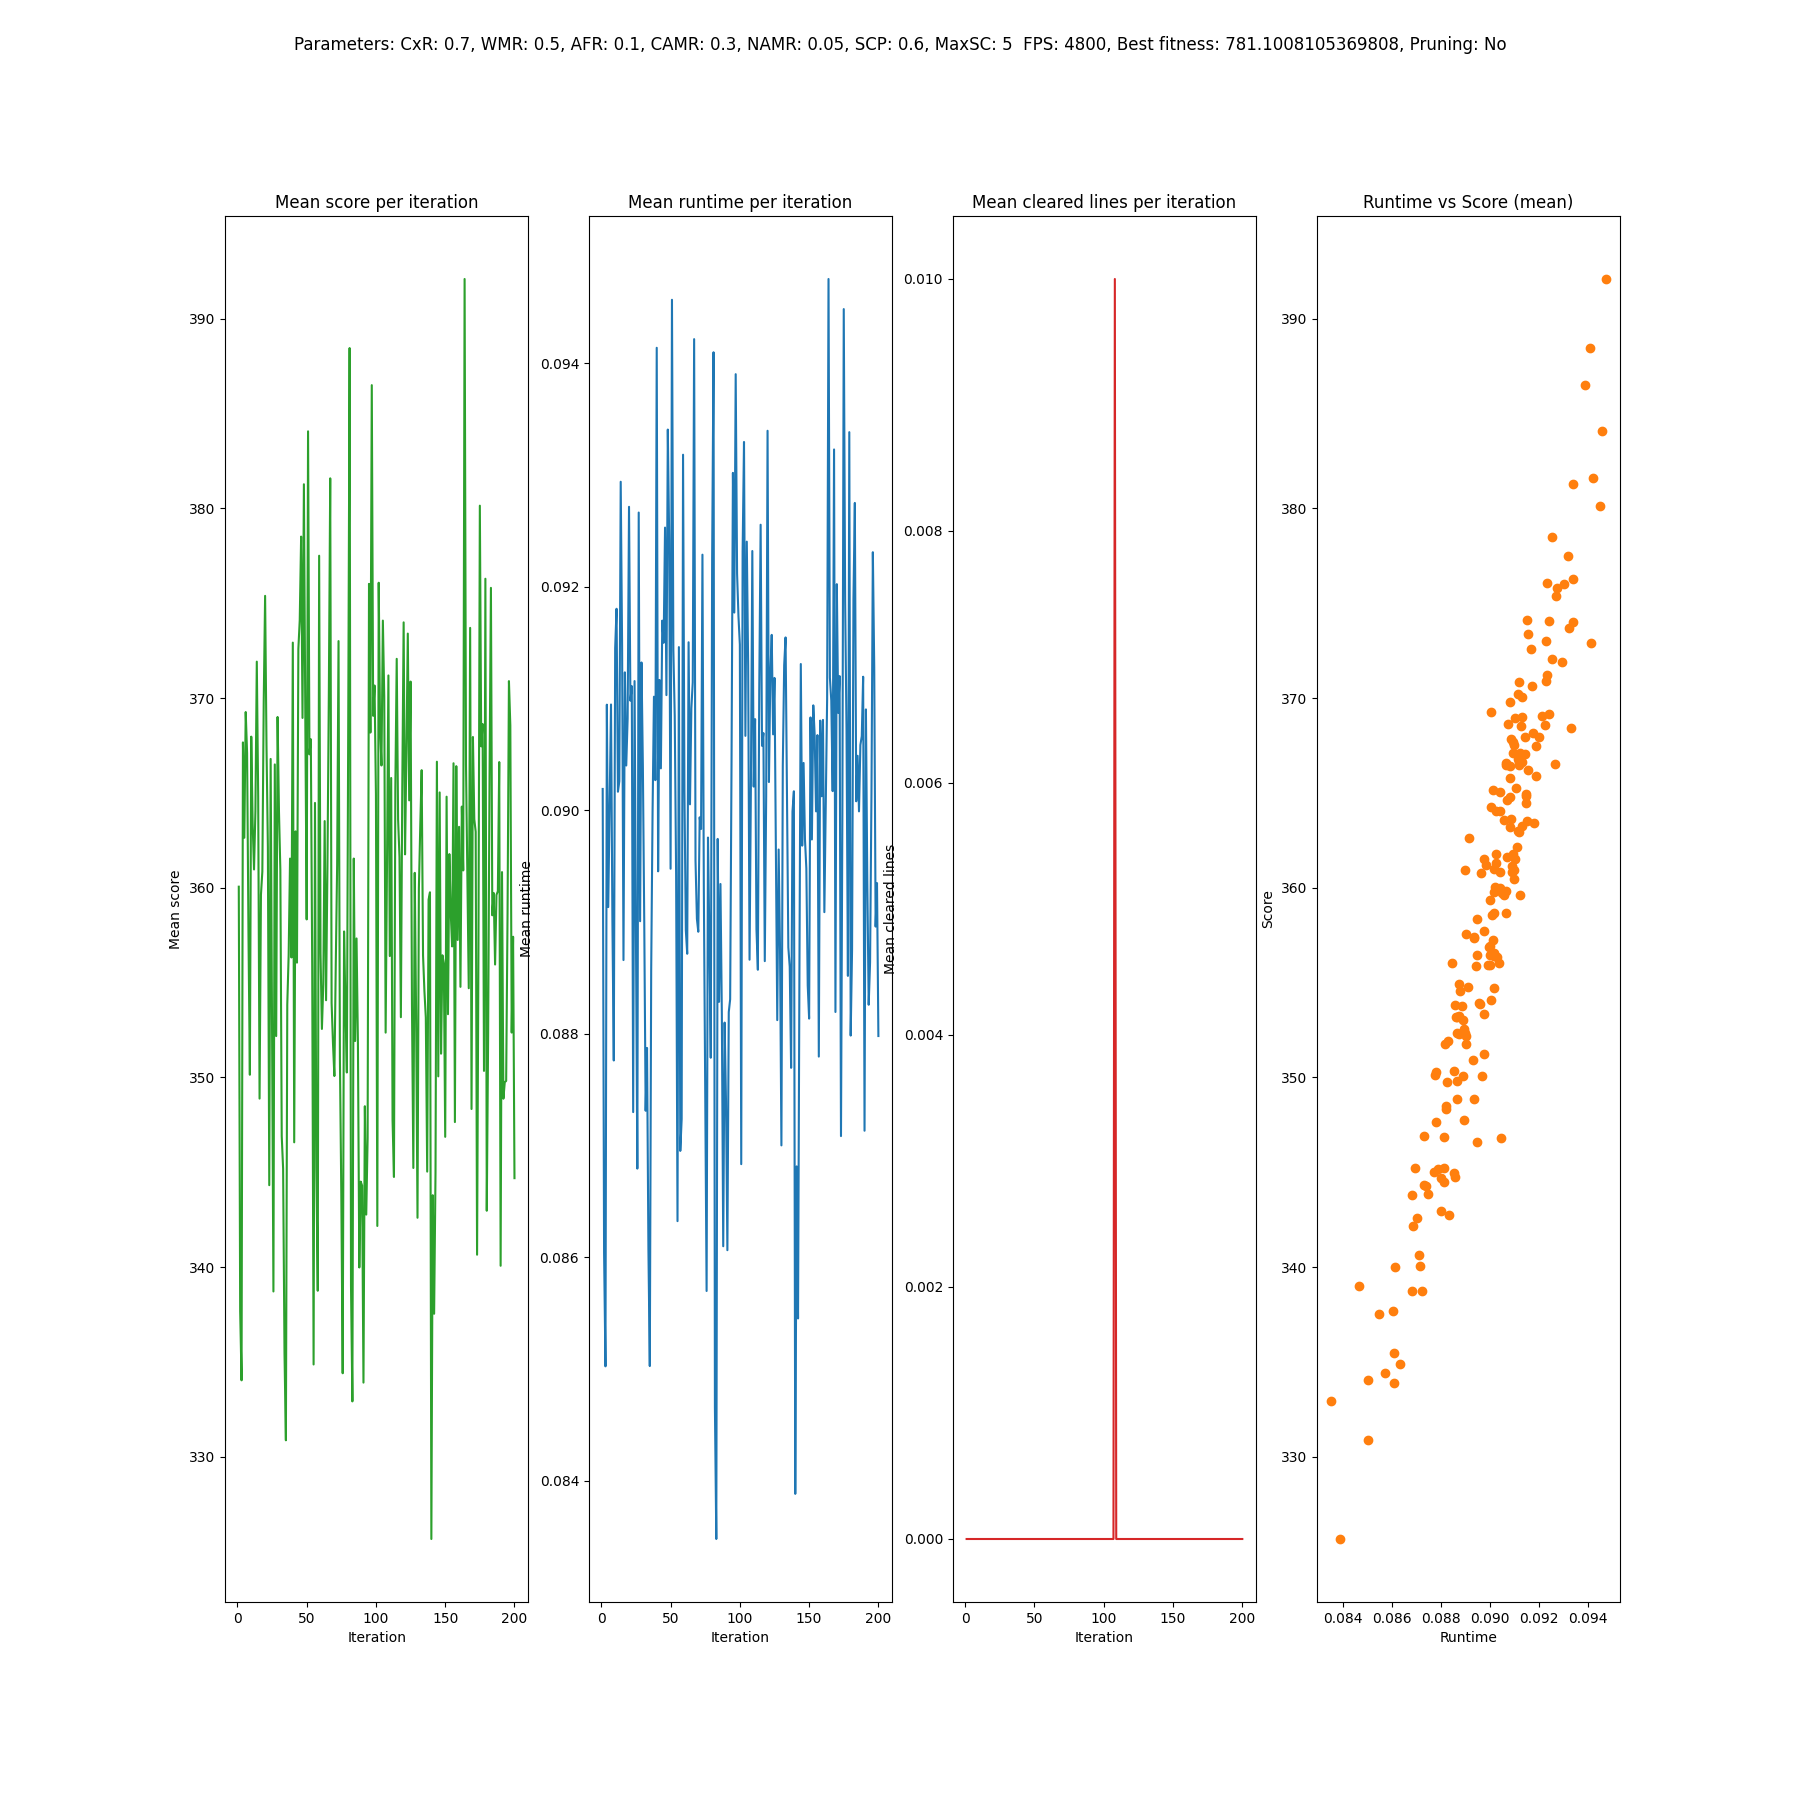 Parameters: CxR: 0.7, WMR: 0.5, AFR: 0.1, CAMR: 0.3, NAMR: 0.05, SCP: 0.6, MaxSC: 5  FPS: 4800, Best fitness: 781.1008105369808, Pruning: No
Mean score per iteration
Mean score
390
380
370
360
350
340
330
0 50 100 150 200
Iteration
Mean runtime per iteration
Mean runtime
0.094
0.092
0.090
0.088
0.086
0.084
0 50 100 150 200
Iteration
Mean cleared lines per iteration
Mean cleared lines
0.010
0.008
0.006
0.004
0.002
0.000
0 50 100 150 200
Iteration
Runtime vs Score (mean)
Score
390
380
370
360
350
340
330
0.084 0.086 0.088 0.090 0.092 0.094
Runtime